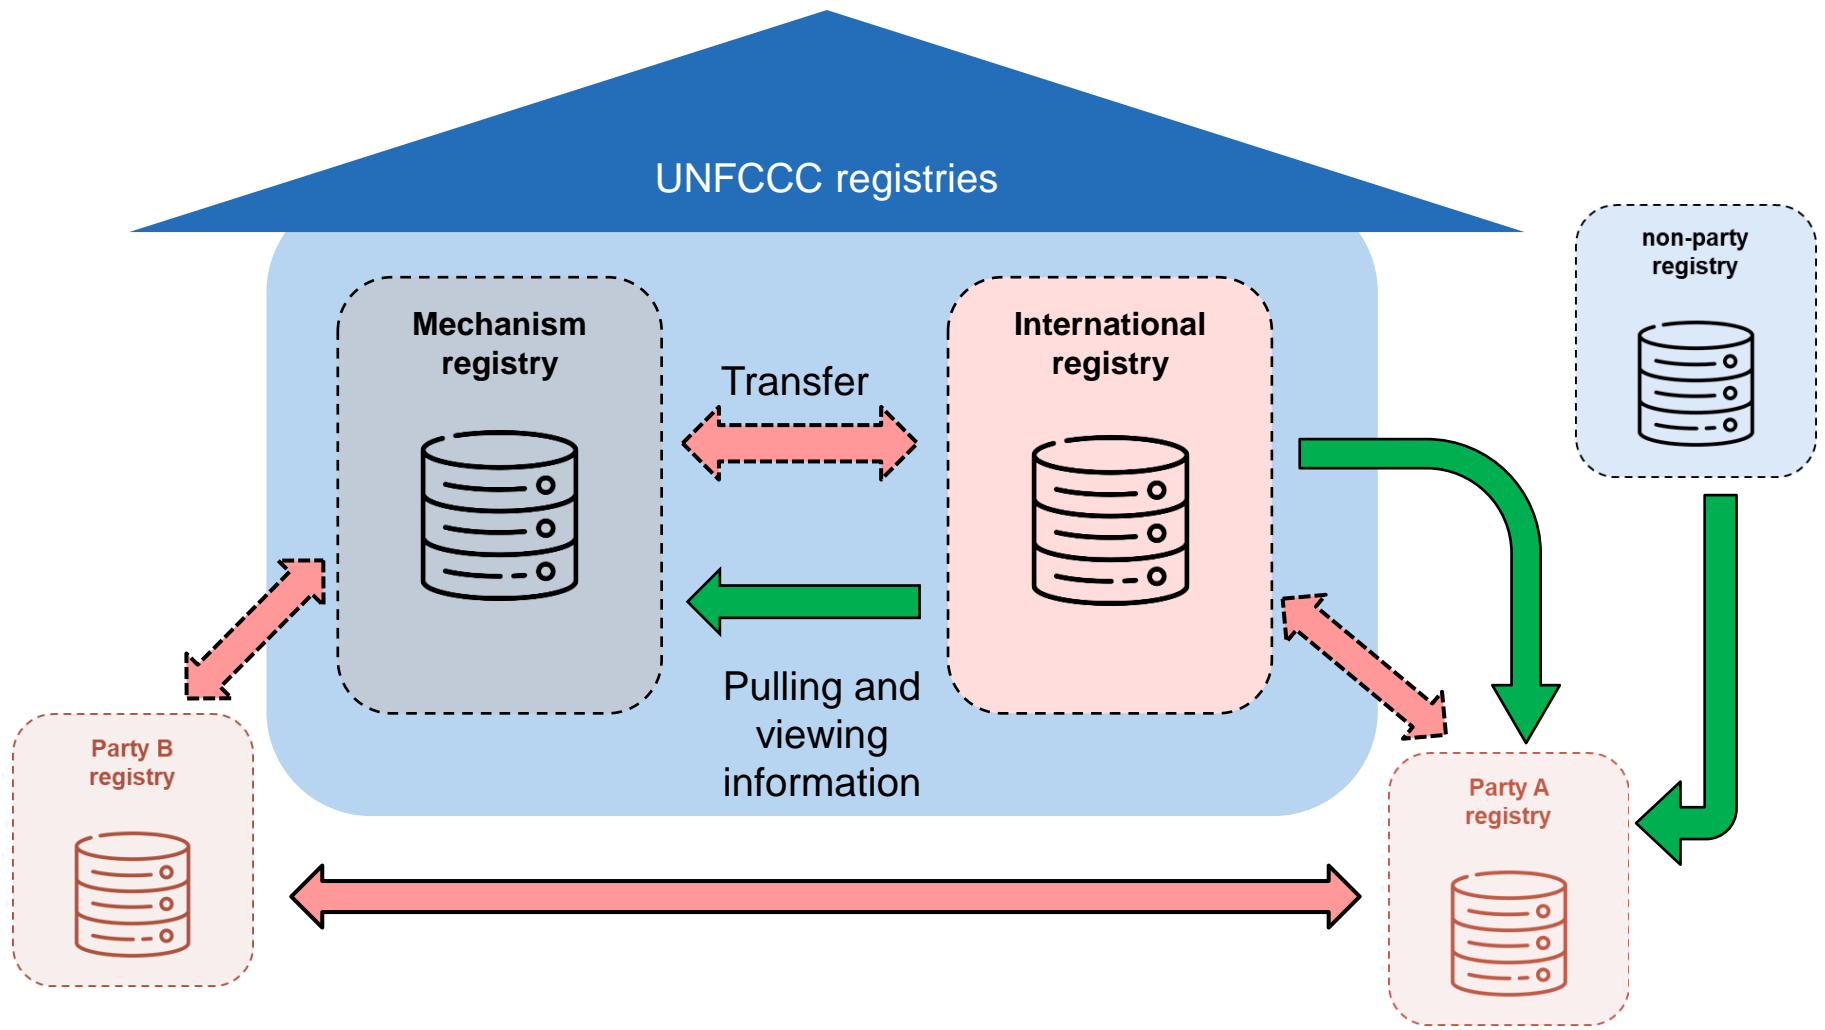 UNFCCC registries
non-party
registry
Mechanism
registry
International
registry
Transfer
Pulling and
viewing
information
Party B
registry
Party A
registry